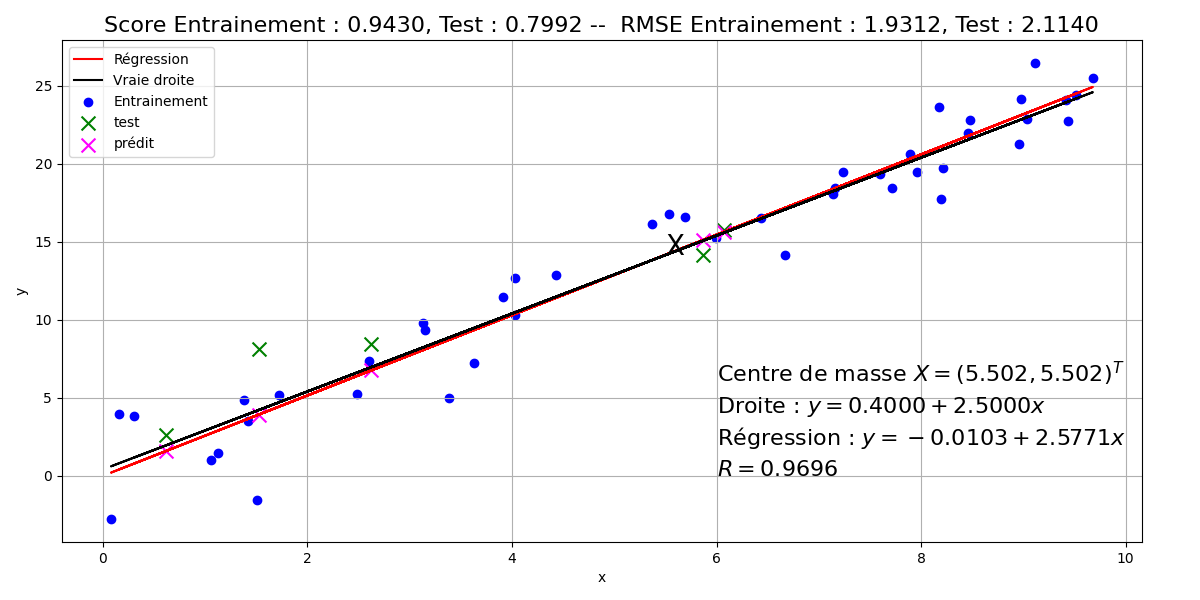 Score Entrainement : 0.9430, Test : 0.7992 --  RMSE Entrainement : 1.9312, Test : 2.1140
Régression
Vraie droite
Entrainement
test
prédit
25
20
15
10
5
0
y
X
Centre de masse X = (5.502, 5.502)^T
Droite : y = 0.4000 + 2.5000x
Régression : y = −0.0103 + 2.5771x
R = 0.9696
0 2 4 6 8 10
x